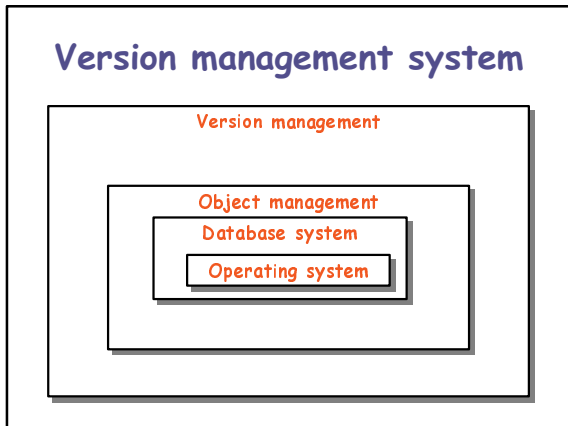 Version management system
Version management
Object management
Database system
Operating system